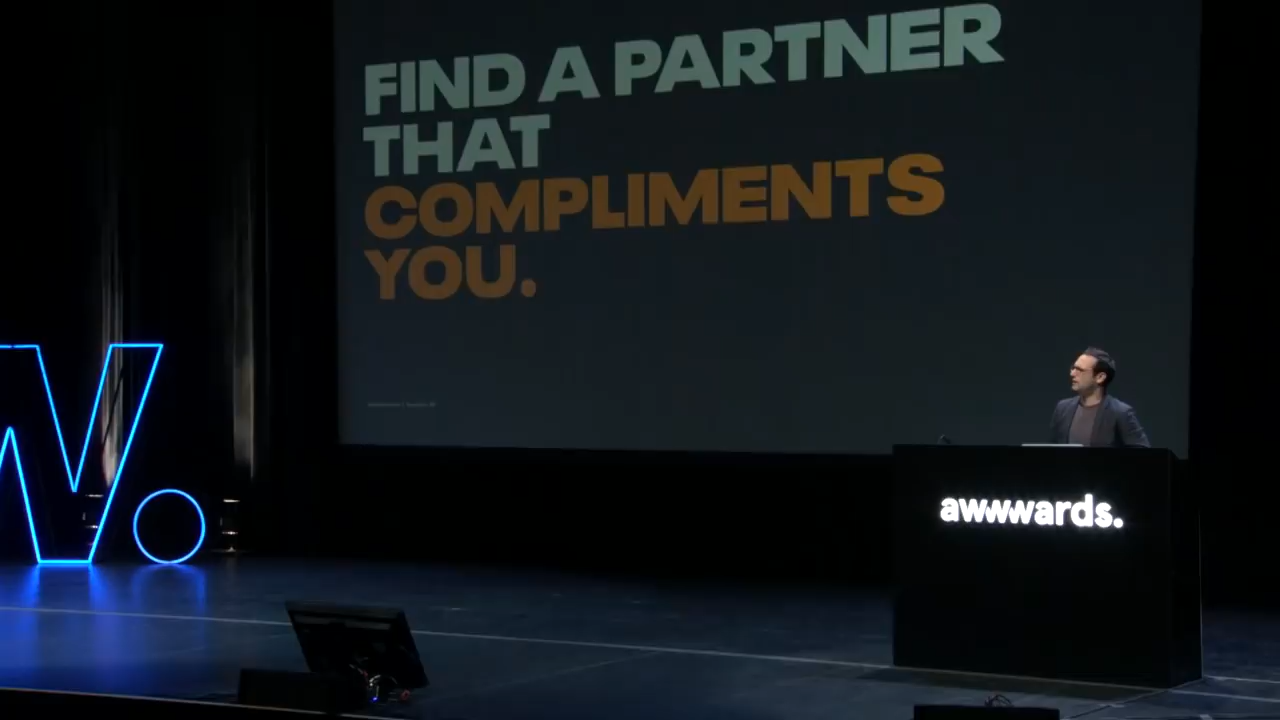 FIND A PARTNER
THAT
COMPLIMENTS
YOU.
W.
awwwards.